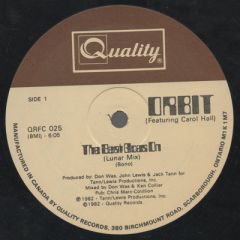 Quality®
ORBIT
(Featuring Carol Hall)
SIDE 1
QRFC 025
(BMI) - 6:05
The Beat Goes On
(Lunar Mix)
(Bono)
Produced by: Don Was, John Lewis & Jack Tann for
Tann/Lewis Productions, Inc.
Mixed by Don Was & Ken Collier
Pub: Chris Marc-Cotillion
℗ 1982 - Tann/Lewis Productions, Inc.
© 1982 - Quality Records
MANUFACTURED IN CANADA BY QUALITY RECORDS, 380 BIRCHMOUNT ROAD, SCARBOROUGH, ONTARIO M1K 1M7